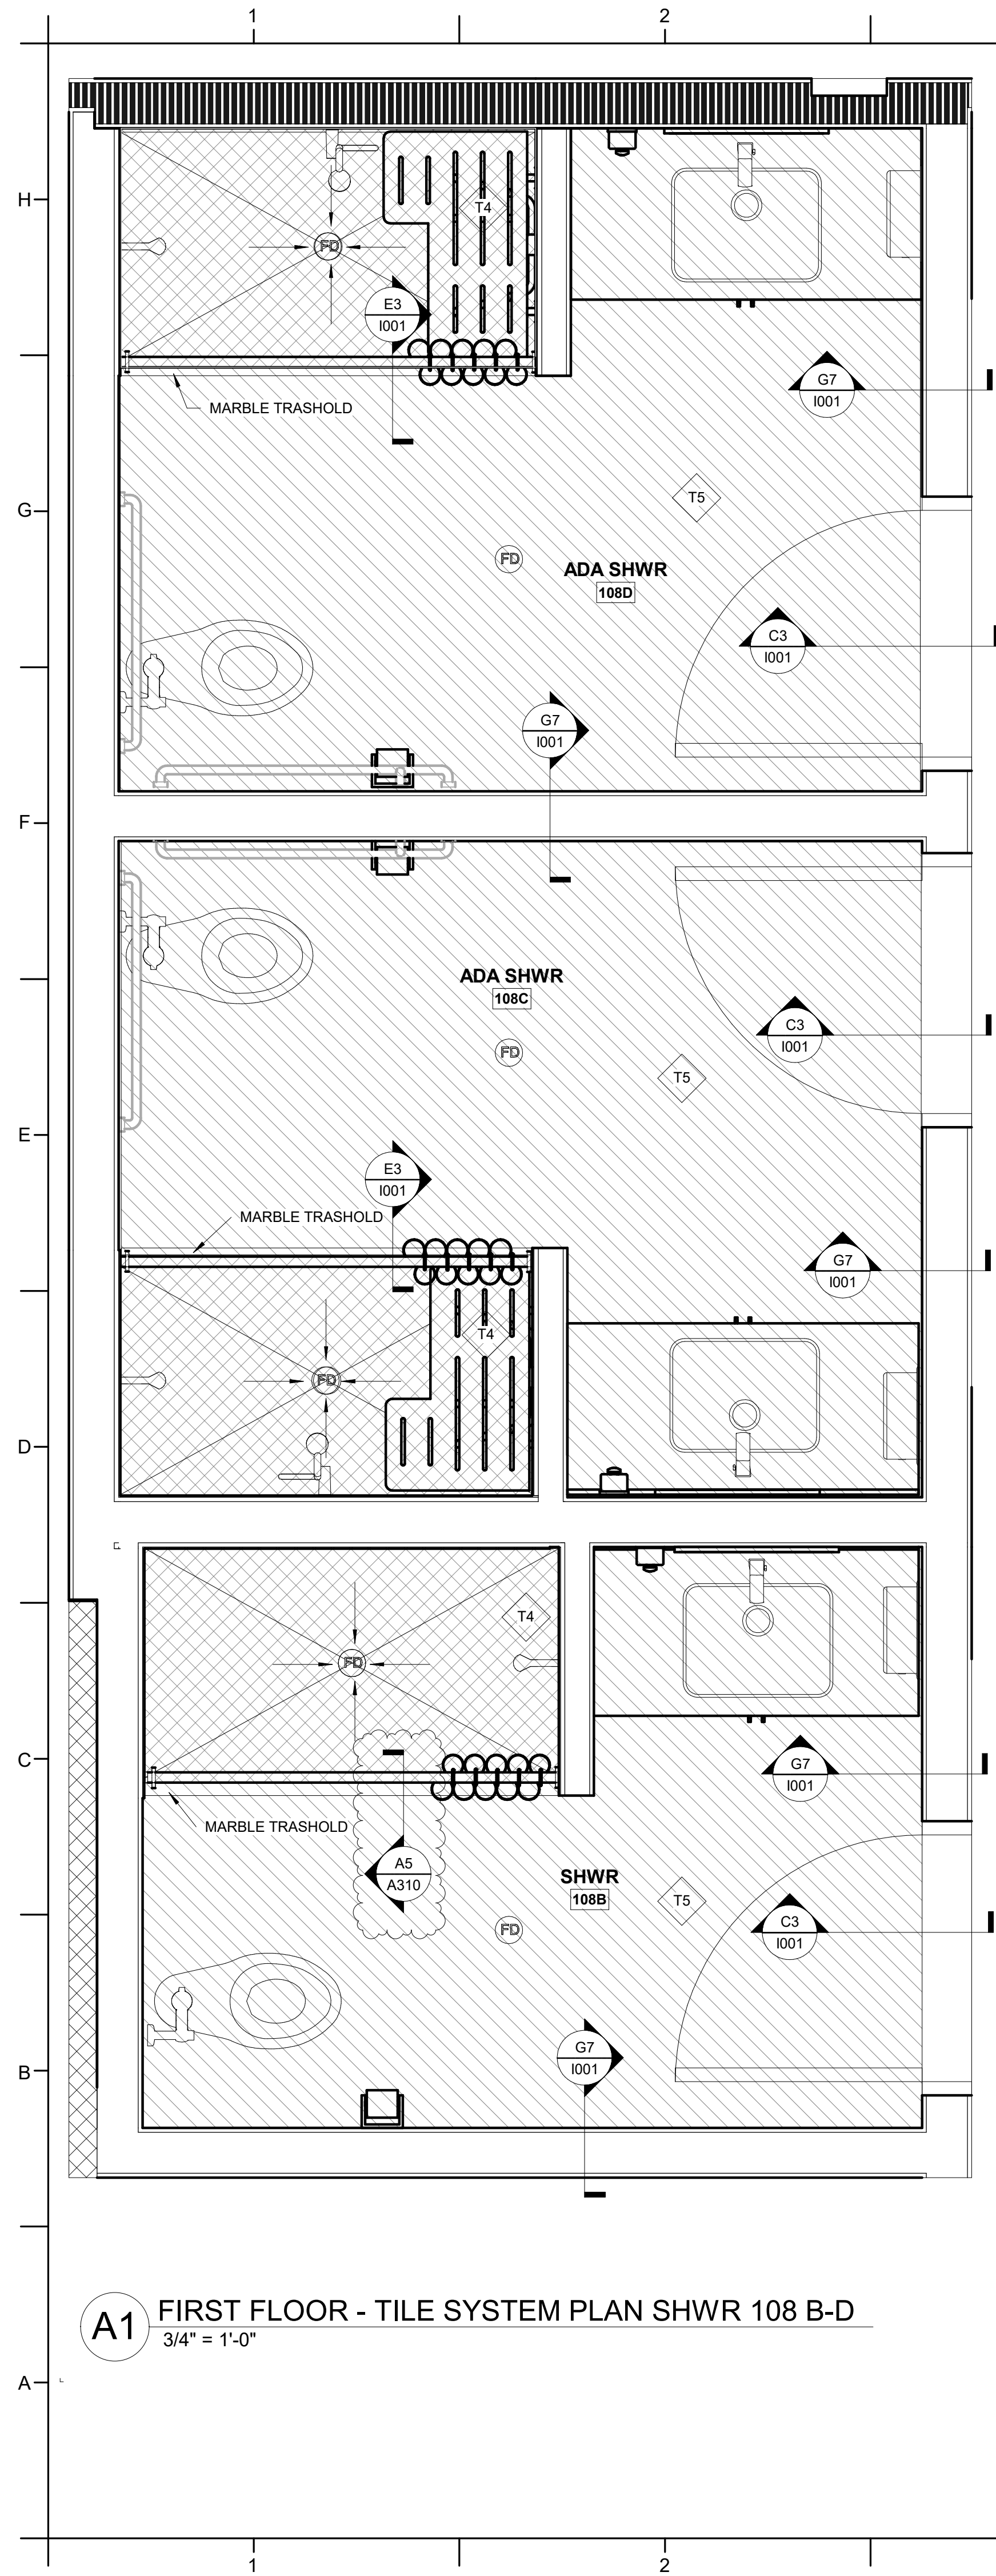 1
2
H
T4
FD
E3
I001
G7
I001
MARBLE TRASHOLD
T5
G
FD
ADA SHWR
108D
C3
I001
G7
I001
F
ADA SHWR
108C
C3
I001
FD
T5
E
E3
I001
MARBLE TRASHOLD
G7
I001
T4
FD
D
T4
FD
C
G7
I001
MARBLE TRASHOLD
A5
A310
SHWR
108B
T5
C3
I001
FD
G7
I001
B
A1
FIRST FLOOR - TILE SYSTEM PLAN SHWR 108 B-D
3/4" = 1'-0"
A
1
2